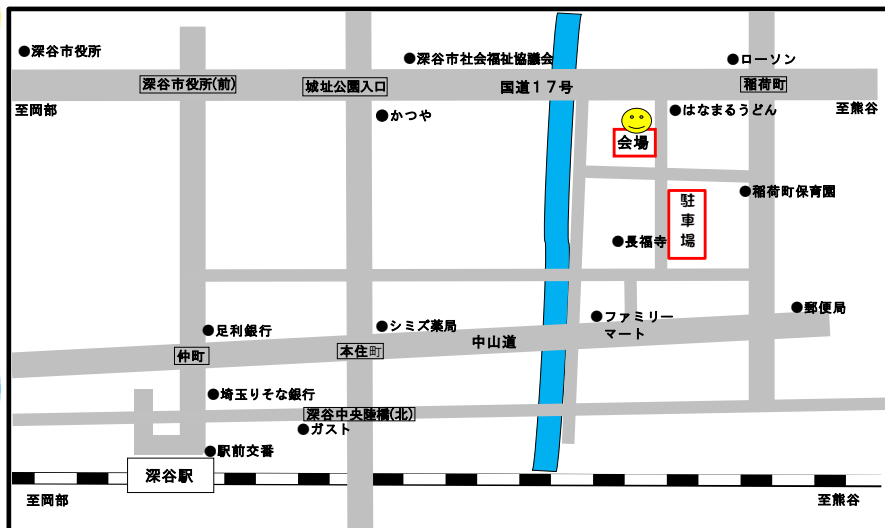 ●深谷市役所
●深谷市社会福祉協議会
●ローソン
深谷市役所(前)
城址公園入口
国道１７号
稲荷町
至岡部
至熊谷
●かつや
●はなまるうどん
会場
●稲荷町保育園
駐車場
●長福寺
●郵便局
●足利銀行
●シミズ薬局
●ファミリー
マート
中山道
仲町
本住町
●埼玉りそな銀行
深谷中央陸橋(北)
●ガスト
●駅前交番
深谷駅
至岡部
至熊谷